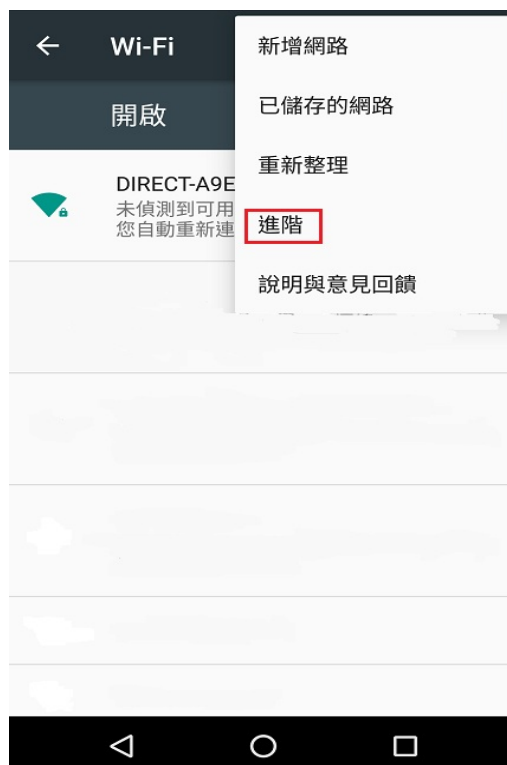 Wi-Fi
新增網路
已儲存的網路
開啟
重新整理
DIRECT-A9E
未偵測到可用
您自動重新連
進階
說明與意見回饋